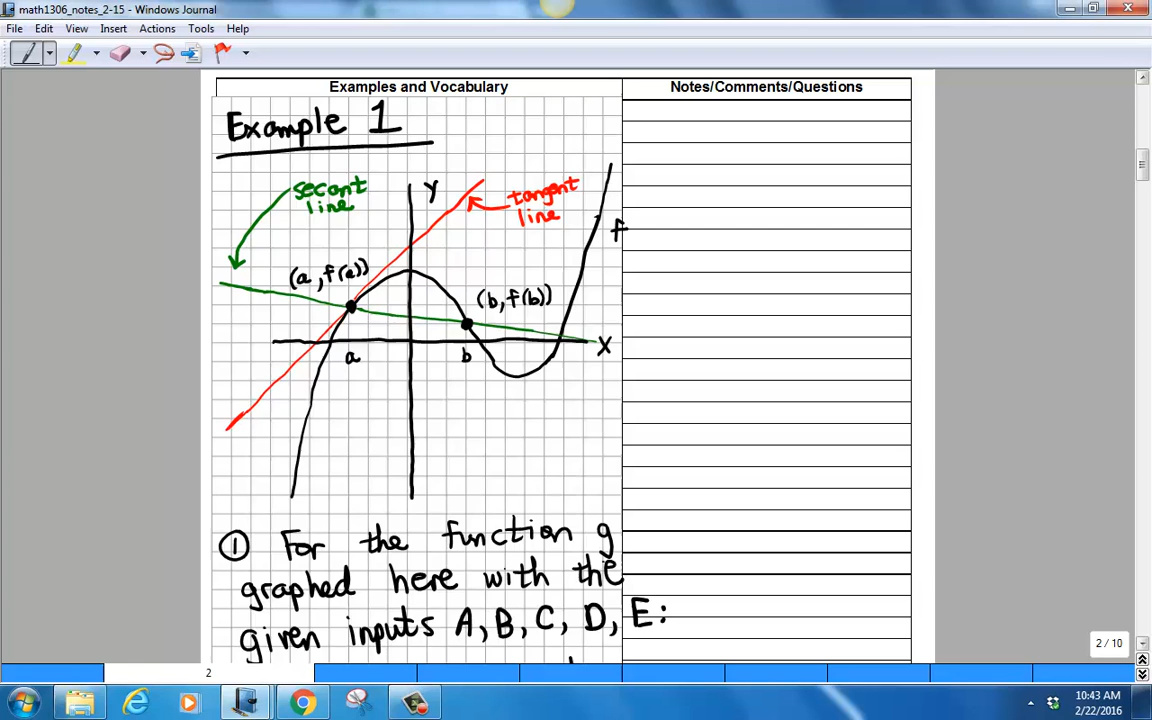 math1306_notes_2-15 - Windows Journal
File Edit View Insert Actions Tools Help
Examples and Vocabulary
Notes/Comments/Questions
Example 1
secant
line
y
tangent
line
f
(a, f(a))
(b, f(b))
x
a
b
① For the function g
graphed here with the
given inputs A, B, C, D, E:
2 / 10
2
10:43 AM
2/22/2016